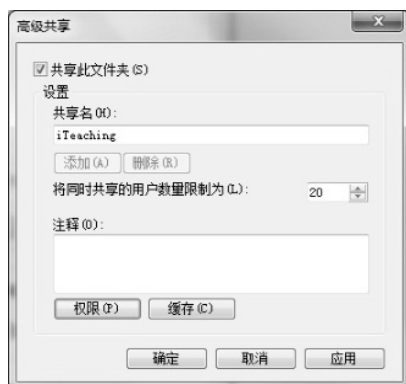 高级共享
共享此文件夹(S)
设置
共享名(H):
iTeaching
添加(A) 删除(R)
将同时共享的用户数量限制为(L): 20
注释(O):
权限(P) 缓存(C)
确定 取消 应用